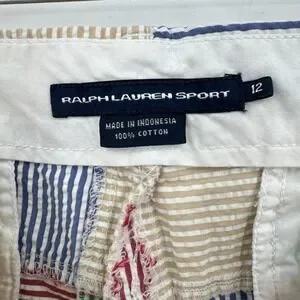 RALPH LAUREN SPORT
12
MADE IN INDONESIA
100% COTTON